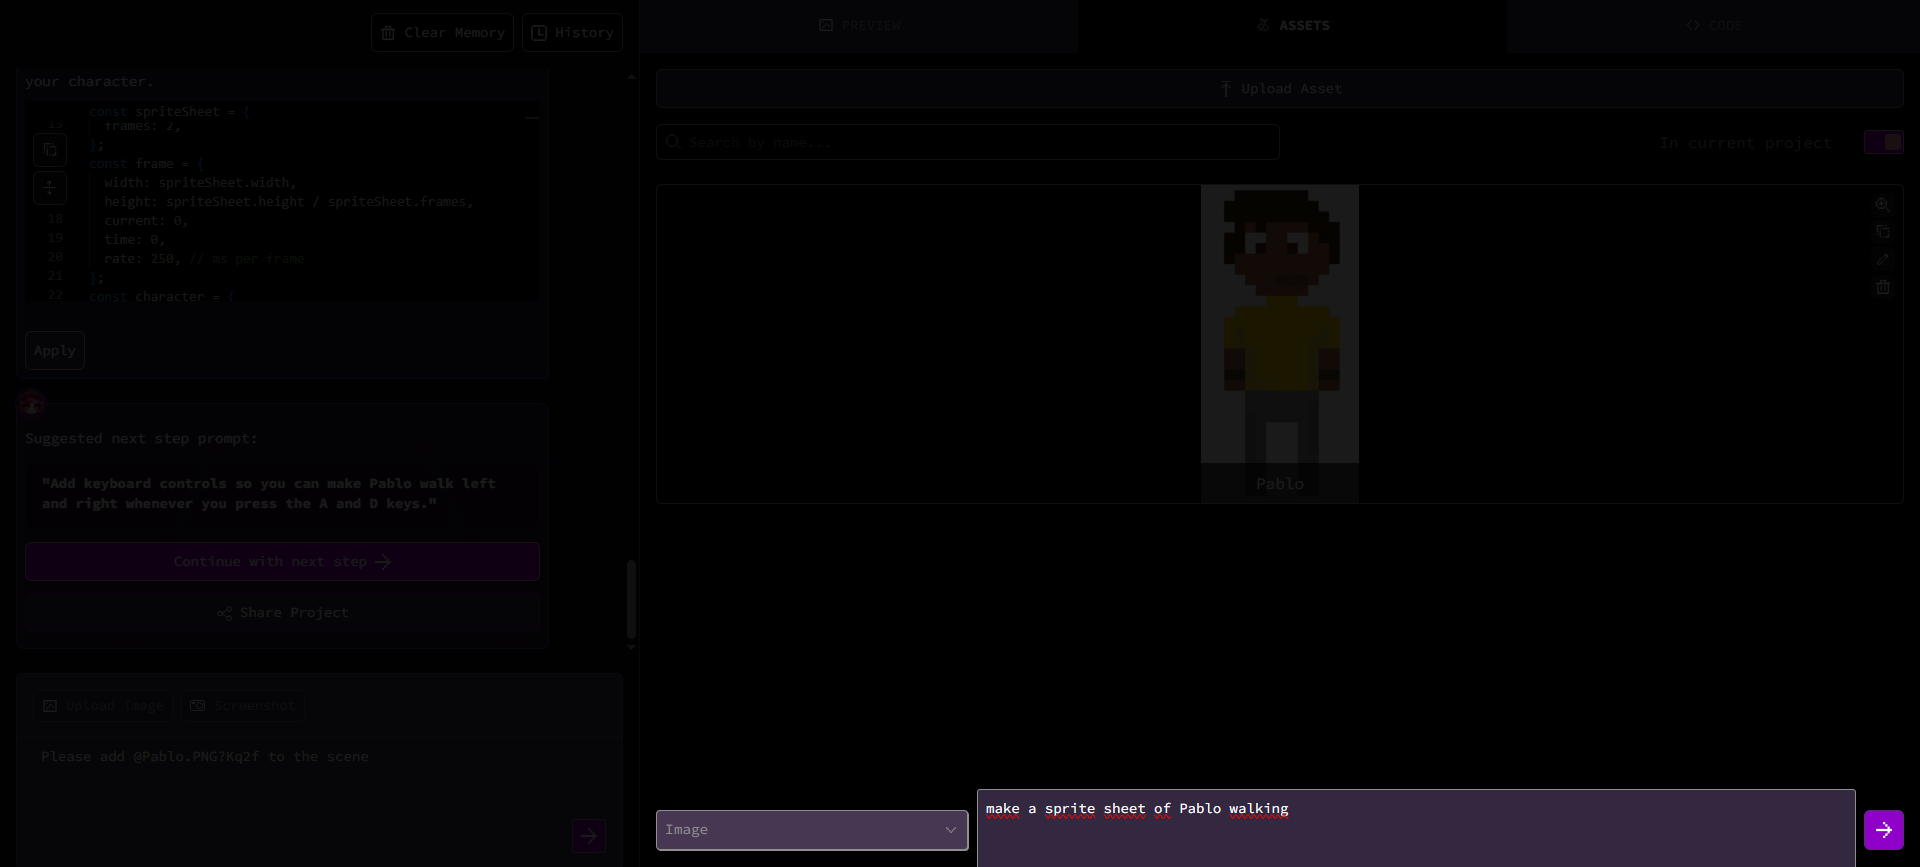 Clear Memory
History
PREVIEW
ASSETS
CODE
your character.
const spriteSheet = {
15
frames: 2,
};
const frame = {
width: spriteSheet.width,
height: spriteSheet.height / spriteSheet.frames,
18
current: 0,
19
time: 0,
20
rate: 250, // ms per frame
21
};
22
const character = {
Apply
Suggested next step prompt:
"Add keyboard controls so you can make Pablo walk left
and right whenever you press the A and D keys."
Continue with next step
Share Project
Upload Image
Screenshot
Please add @Pablo.PNG?Kq2f to the scene
Upload Asset
Search by name...
In current project
Pablo
Image
make a sprite sheet of Pablo walking